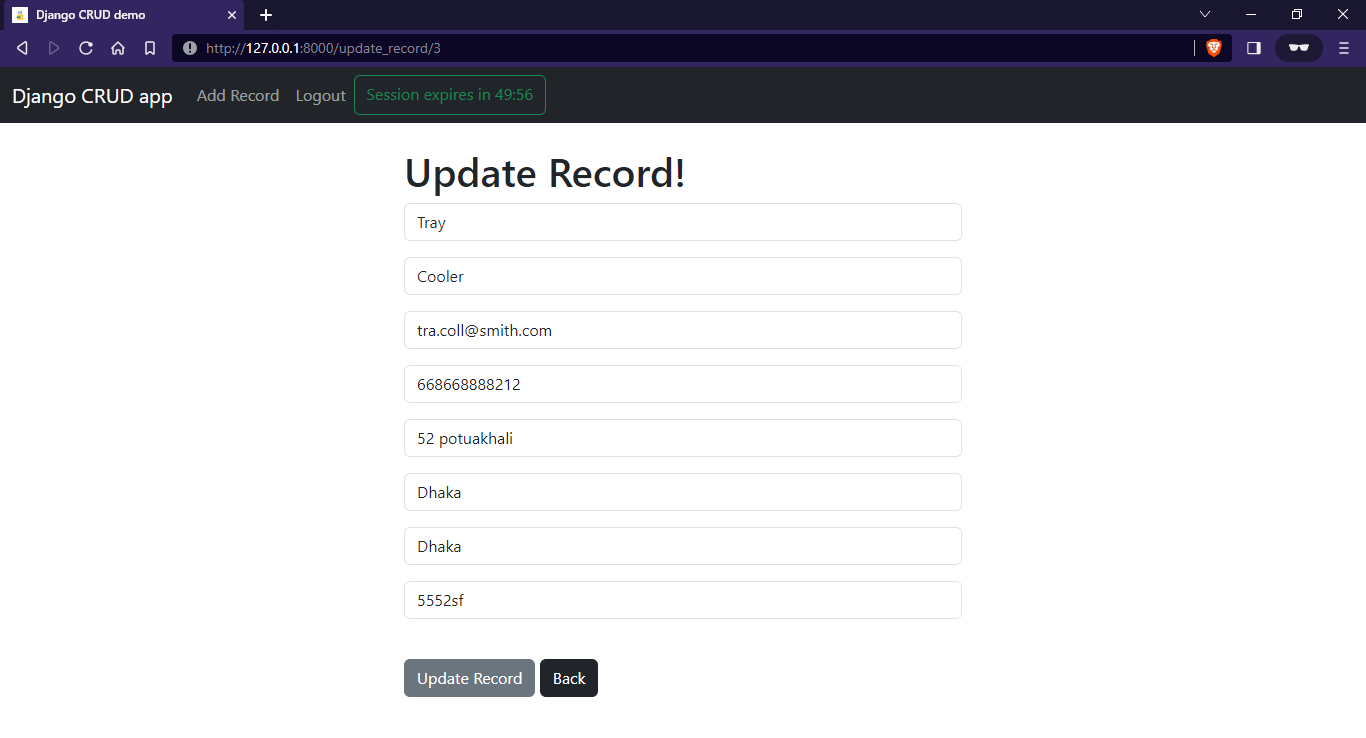 Django CRUD demo
http://127.0.0.1:8000/update_record/3
Django CRUD app Add Record Logout Session expires in 49:56
Update Record!
Tray
Cooler
tra.coll@smith.com
668668888212
52 potuakhali
Dhaka
Dhaka
5552sf
Update Record Back